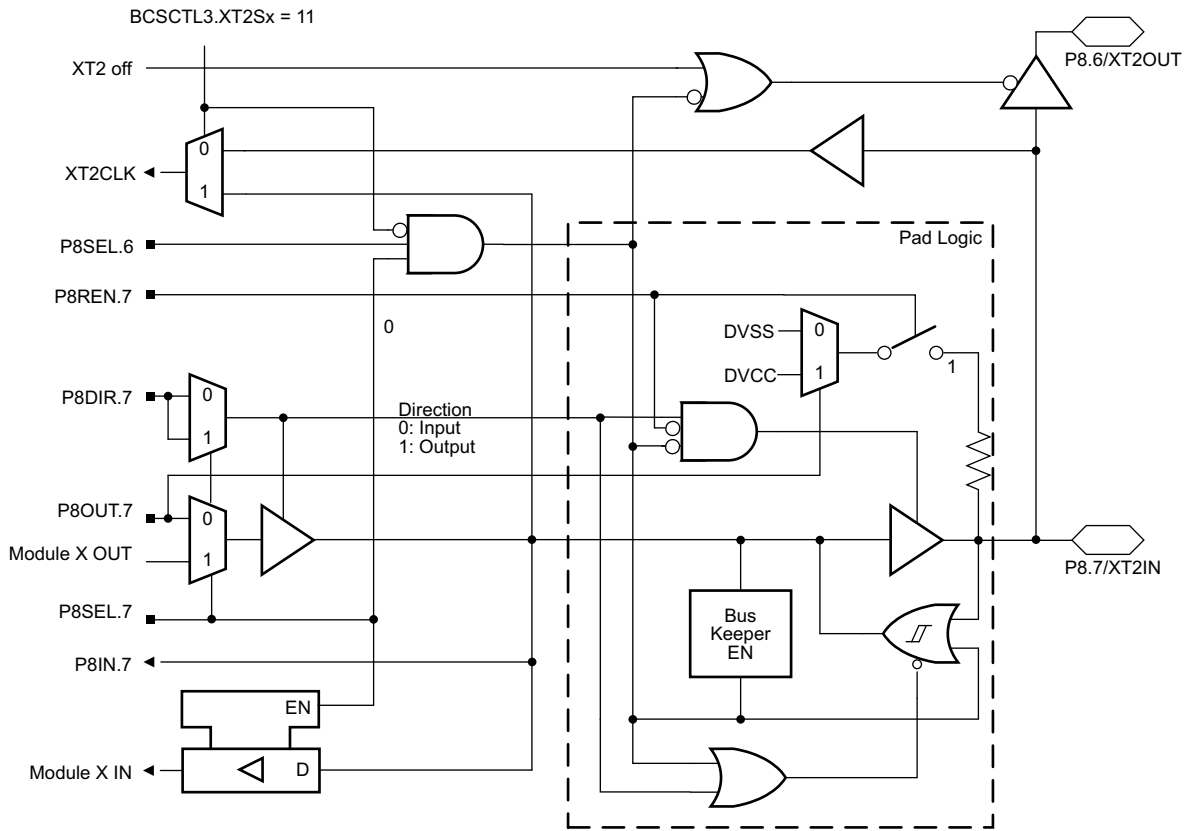 BCSCTL3.XT2Sx = 11
XT2 off
P8.6/XT2OUT
0
XT2CLK
1
P8SEL.6
Pad Logic
P8REN.7
0
DVSS
0
DVCC
1
1
P8DIR.7
0
1
Direction
0: Input
1: Output
P8OUT.7
0
Module X OUT
1
P8.7/XT2IN
P8SEL.7
Bus
Keeper
EN
P8IN.7
EN
Module X IN
D